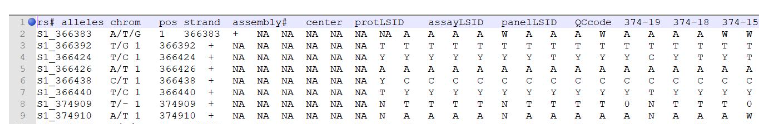 1 rs# alleles chrom pos strand assembly# center protLSID assayLSID panelLSID QCcode 374-19 374-18 374-15
2 S1_366383 A/T/G 1 366383 + NA NA NA NA NA NA A A A A W A A A W A A A A W W
3 S1_366392 T/G 1 366392 + NA NA NA NA NA NA T T T T T T T T T T T T T T T T
4 S1_366424 T/C 1 366424 + NA NA NA NA NA NA T Y Y Y Y Y Y T Y Y Y C Y T Y T
5 S1_366426 A/T 1 366426 + NA NA NA NA NA NA A A A A A A A A A A A A A A A A
6 S1_366438 C/T 1 366438 + NA NA NA NA NA NA Y C C C C C C C C C C C C C C C
7 S1_366440 T/C 1 366440 + NA NA NA NA NA NA T Y Y Y Y Y Y Y Y Y Y T Y Y Y Y
8 S1_374909 T/- 1 374909 + NA NA NA NA NA NA N T T T T N T T T T 0 N T T T 0
9 S1_374910 A/T 1 374910 + NA NA NA NA NA NA N A A A A N A A A A A N A A A W